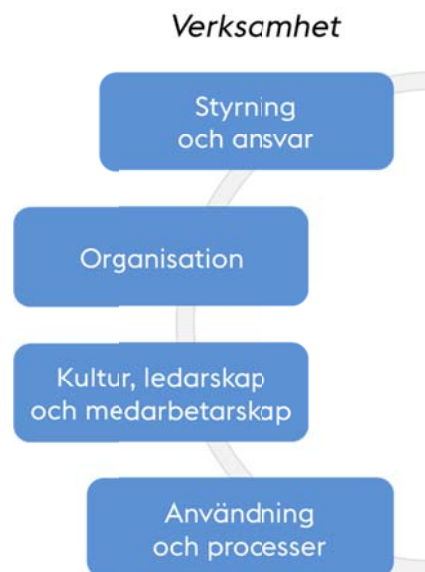 Verksamhet
Styrning
och ansvar
Organisation
Kultur, ledarskap
och medarbetarskap
Användning
och processer